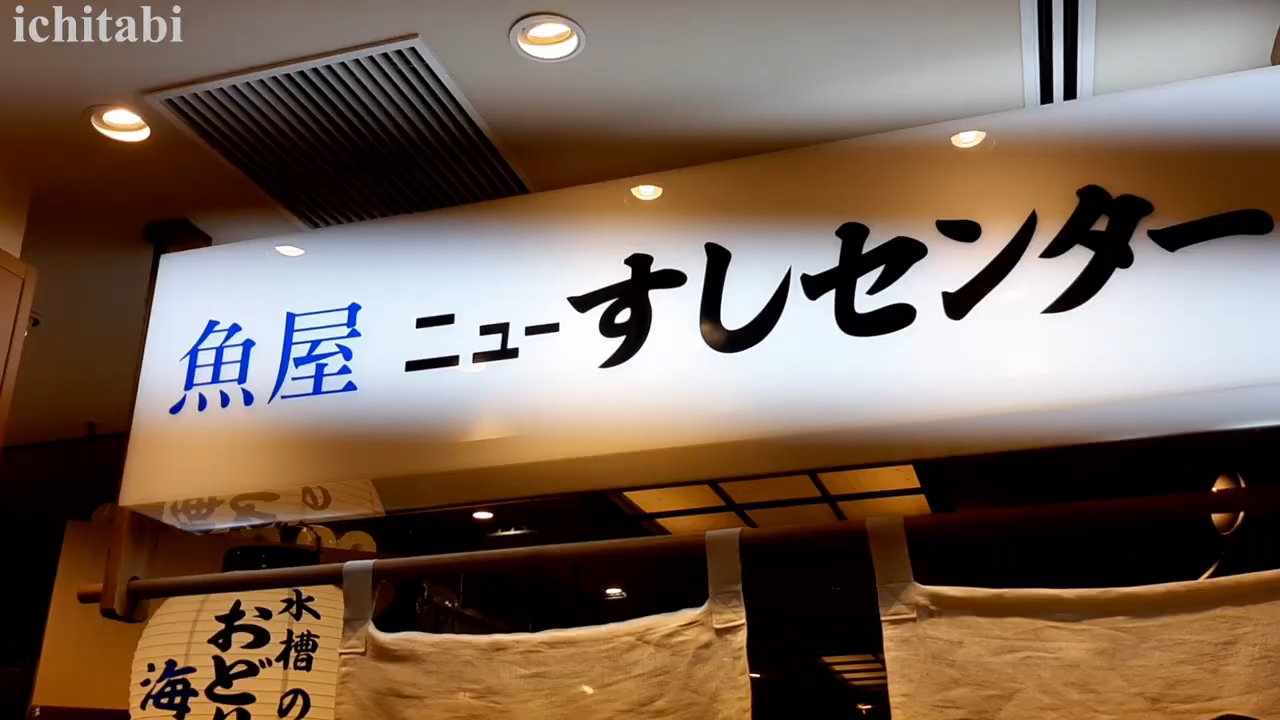 ichitabi
魚屋 ニューすしセンター
水槽の
おど
海